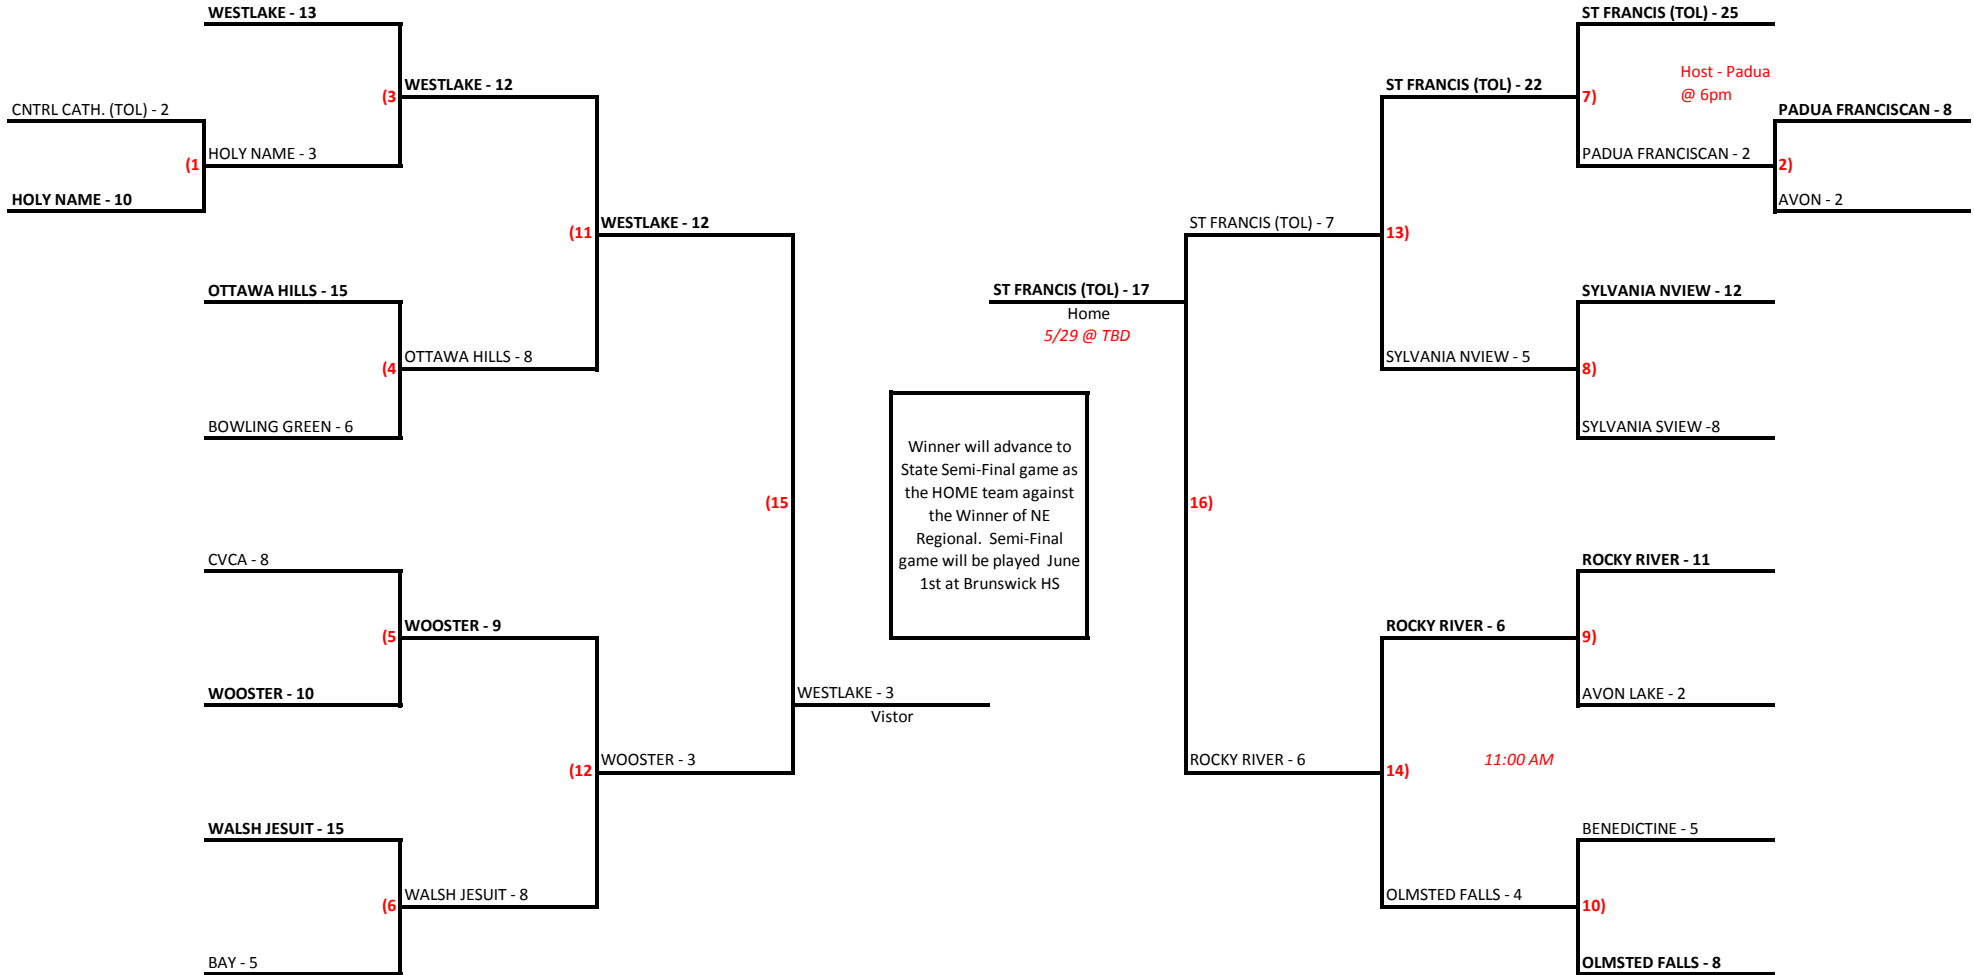 WESTLAKE - 13
ST FRANCIS (TOL) - 25
WESTLAKE - 12
(3
ST FRANCIS (TOL) - 22
7)
Host - Padua
@ 6pm
CNTRL CATH. (TOL) - 2
PADUA FRANCISCAN - 8
(1
HOLY NAME - 3
PADUA FRANCISCAN - 2
2)
HOLY NAME - 10
AVON - 2
(11
WESTLAKE - 12
ST FRANCIS (TOL) - 7
13)
OTTAWA HILLS - 15
ST FRANCIS (TOL) - 17
Home
5/29 @ TBD
SYLVANIA NVIEW - 12
(4
OTTAWA HILLS - 8
SYLVANIA NVIEW - 5
8)
BOWLING GREEN - 6
SYLVANIA SVIEW -8
Winner will advance to
State Semi-Final game as
the HOME team against
the Winner of NE
Regional.  Semi-Final
game will be played  June
1st at Brunswick HS
(15
16)
CVCA - 8
ROCKY RIVER - 11
(5
WOOSTER - 9
ROCKY RIVER - 6
9)
WOOSTER - 10
WESTLAKE - 3
Vistor
AVON LAKE - 2
(12
WOOSTER - 3
ROCKY RIVER - 6
14)
11:00 AM
WALSH JESUIT - 15
BENEDICTINE - 5
(6
WALSH JESUIT - 8
OLMSTED FALLS - 4
10)
BAY - 5
OLMSTED FALLS - 8